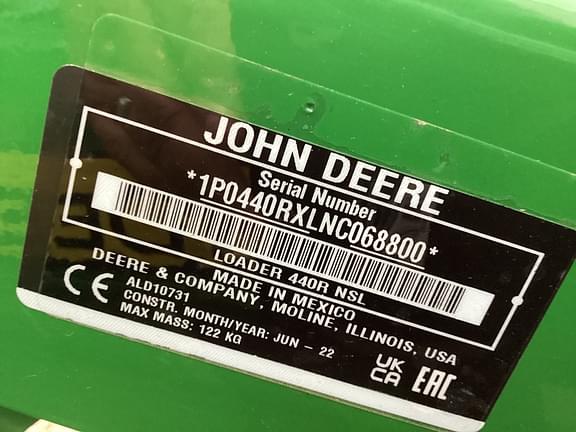 JOHN DEERE
Serial Number
*1P0440RXLNC068800*
LOADER 440R NSL
MADE IN MEXICO
DEERE & COMPANY, MOLINE, ILLINOIS, USA
ALD10731
CONSTR. MONTH/YEAR: JUN - 22
MAX MASS: 122 KG
CE
UK
CA
EAC